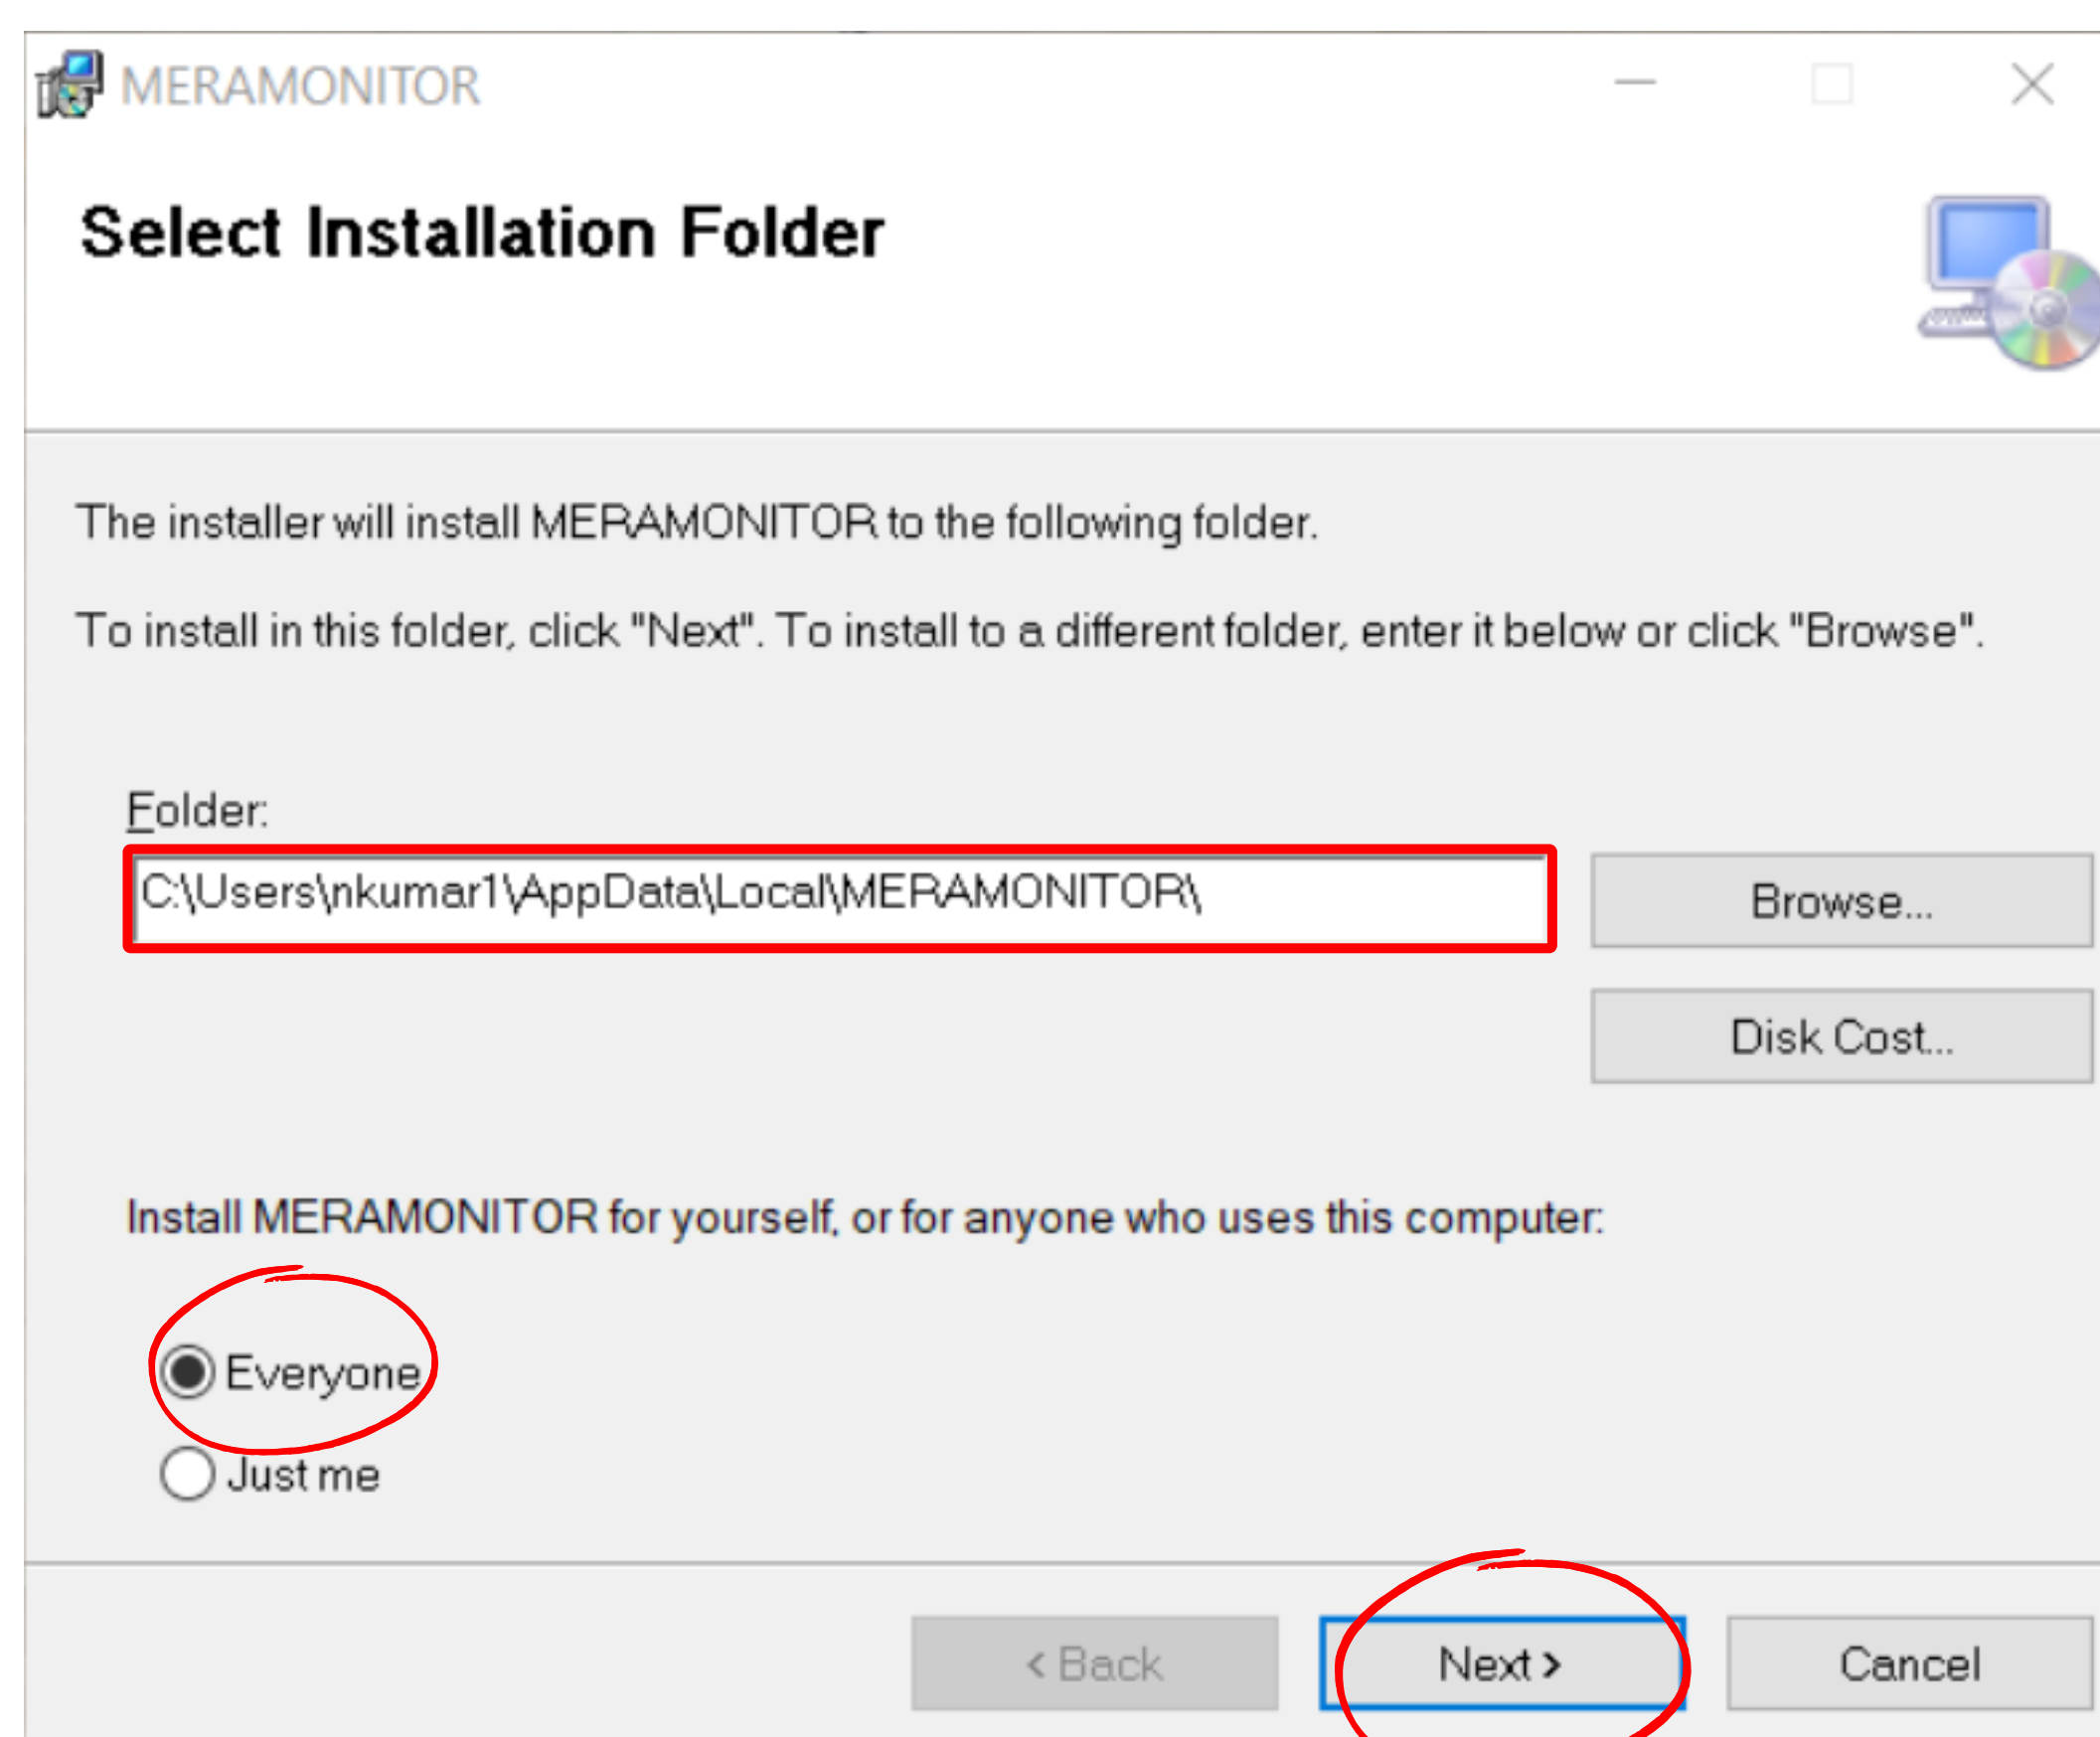 MERAMONITOR
Select Installation Folder
The installer will install MERAMONITOR to the following folder.
To install in this folder, click "Next". To install to a different folder, enter it below or click "Browse".
Folder:
C:\Users\nkumar1\AppData\Local\MERAMONITOR\
Browse...
Disk Cost...
Install MERAMONITOR for yourself, or for anyone who uses this computer:
Everyone
Just me
< Back
Next >
Cancel